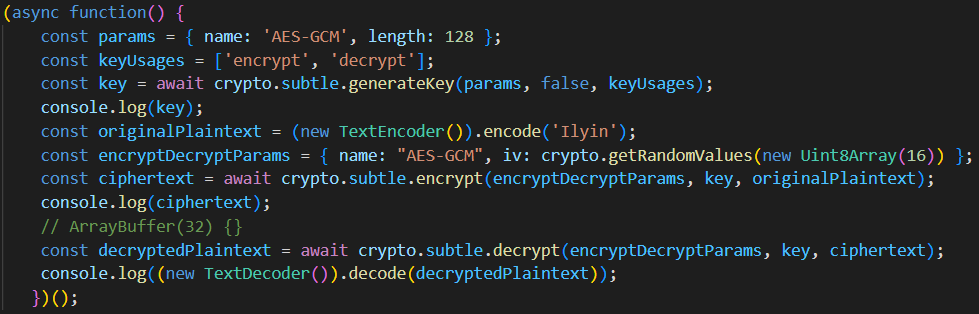 (async function() {
const params = { name: 'AES-GCM', length: 128 };
const keyUsages = ['encrypt', 'decrypt'];
const key = await crypto.subtle.generateKey(params, false, keyUsages);
console.log(key);
const originalPlaintext = (new TextEncoder()).encode('Ilyin');
const encryptDecryptParams = { name: "AES-GCM", iv: crypto.getRandomValues(new Uint8Array(16)) };
const ciphertext = await crypto.subtle.encrypt(encryptDecryptParams, key, originalPlaintext);
console.log(ciphertext);
// ArrayBuffer(32) {}
const decryptedPlaintext = await crypto.subtle.decrypt(encryptDecryptParams, key, ciphertext);
console.log((new TextDecoder()).decode(decryptedPlaintext));
})();